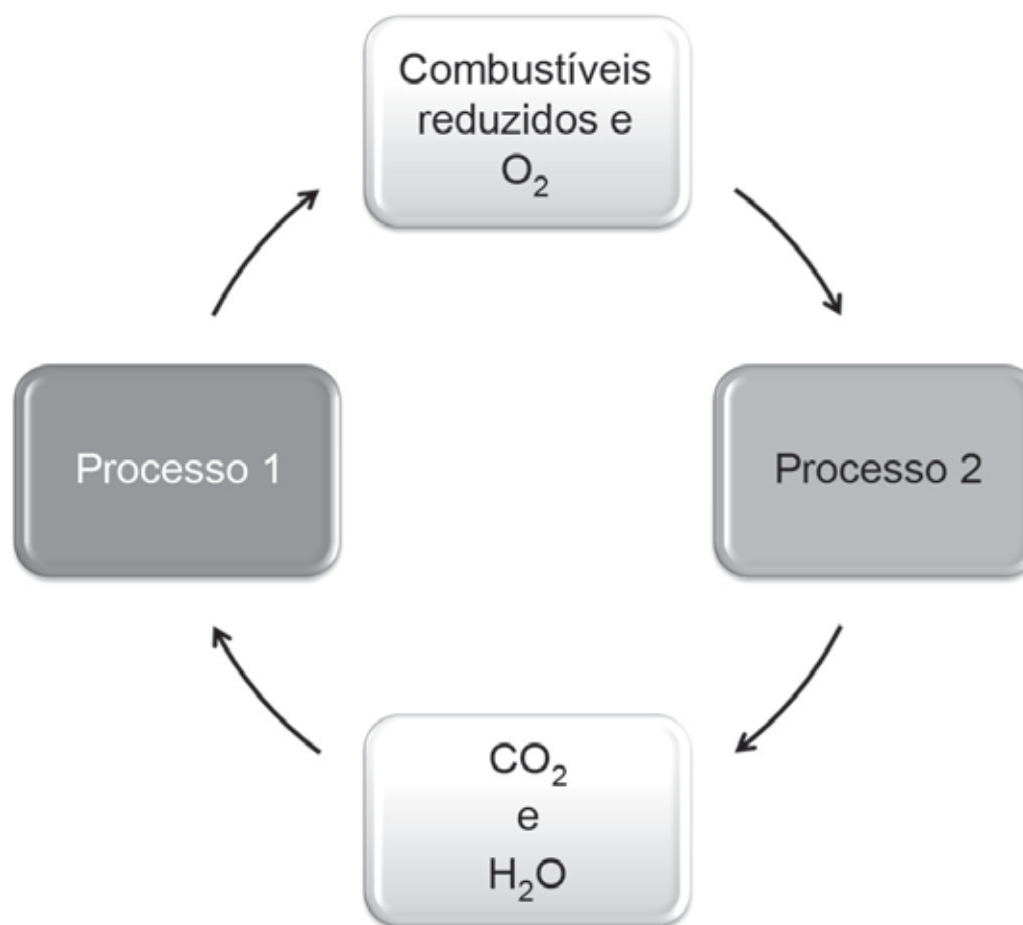 Combustíveis
reduzidos e
O₂
Processo 1
Processo 2
CO₂
e
H₂O